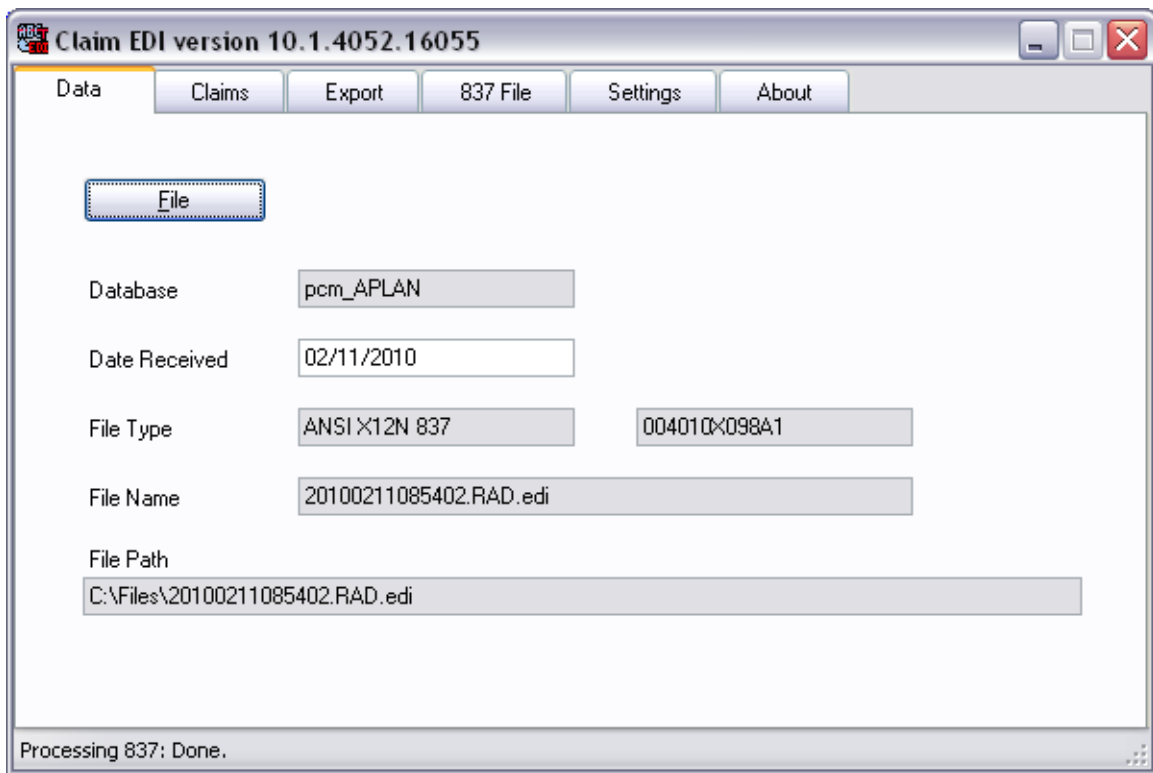 ABCT EDI Claim EDI version 10.1.4052.16055
Data Claims Export 837 File Settings About
File
Database pcm_APLAN
Date Received 02/11/2010
File Type ANSI X12N 837 004010X098A1
File Name 20100211085402.RAD.edi
File Path
C:\Files\20100211085402.RAD.edi
Processing 837: Done.